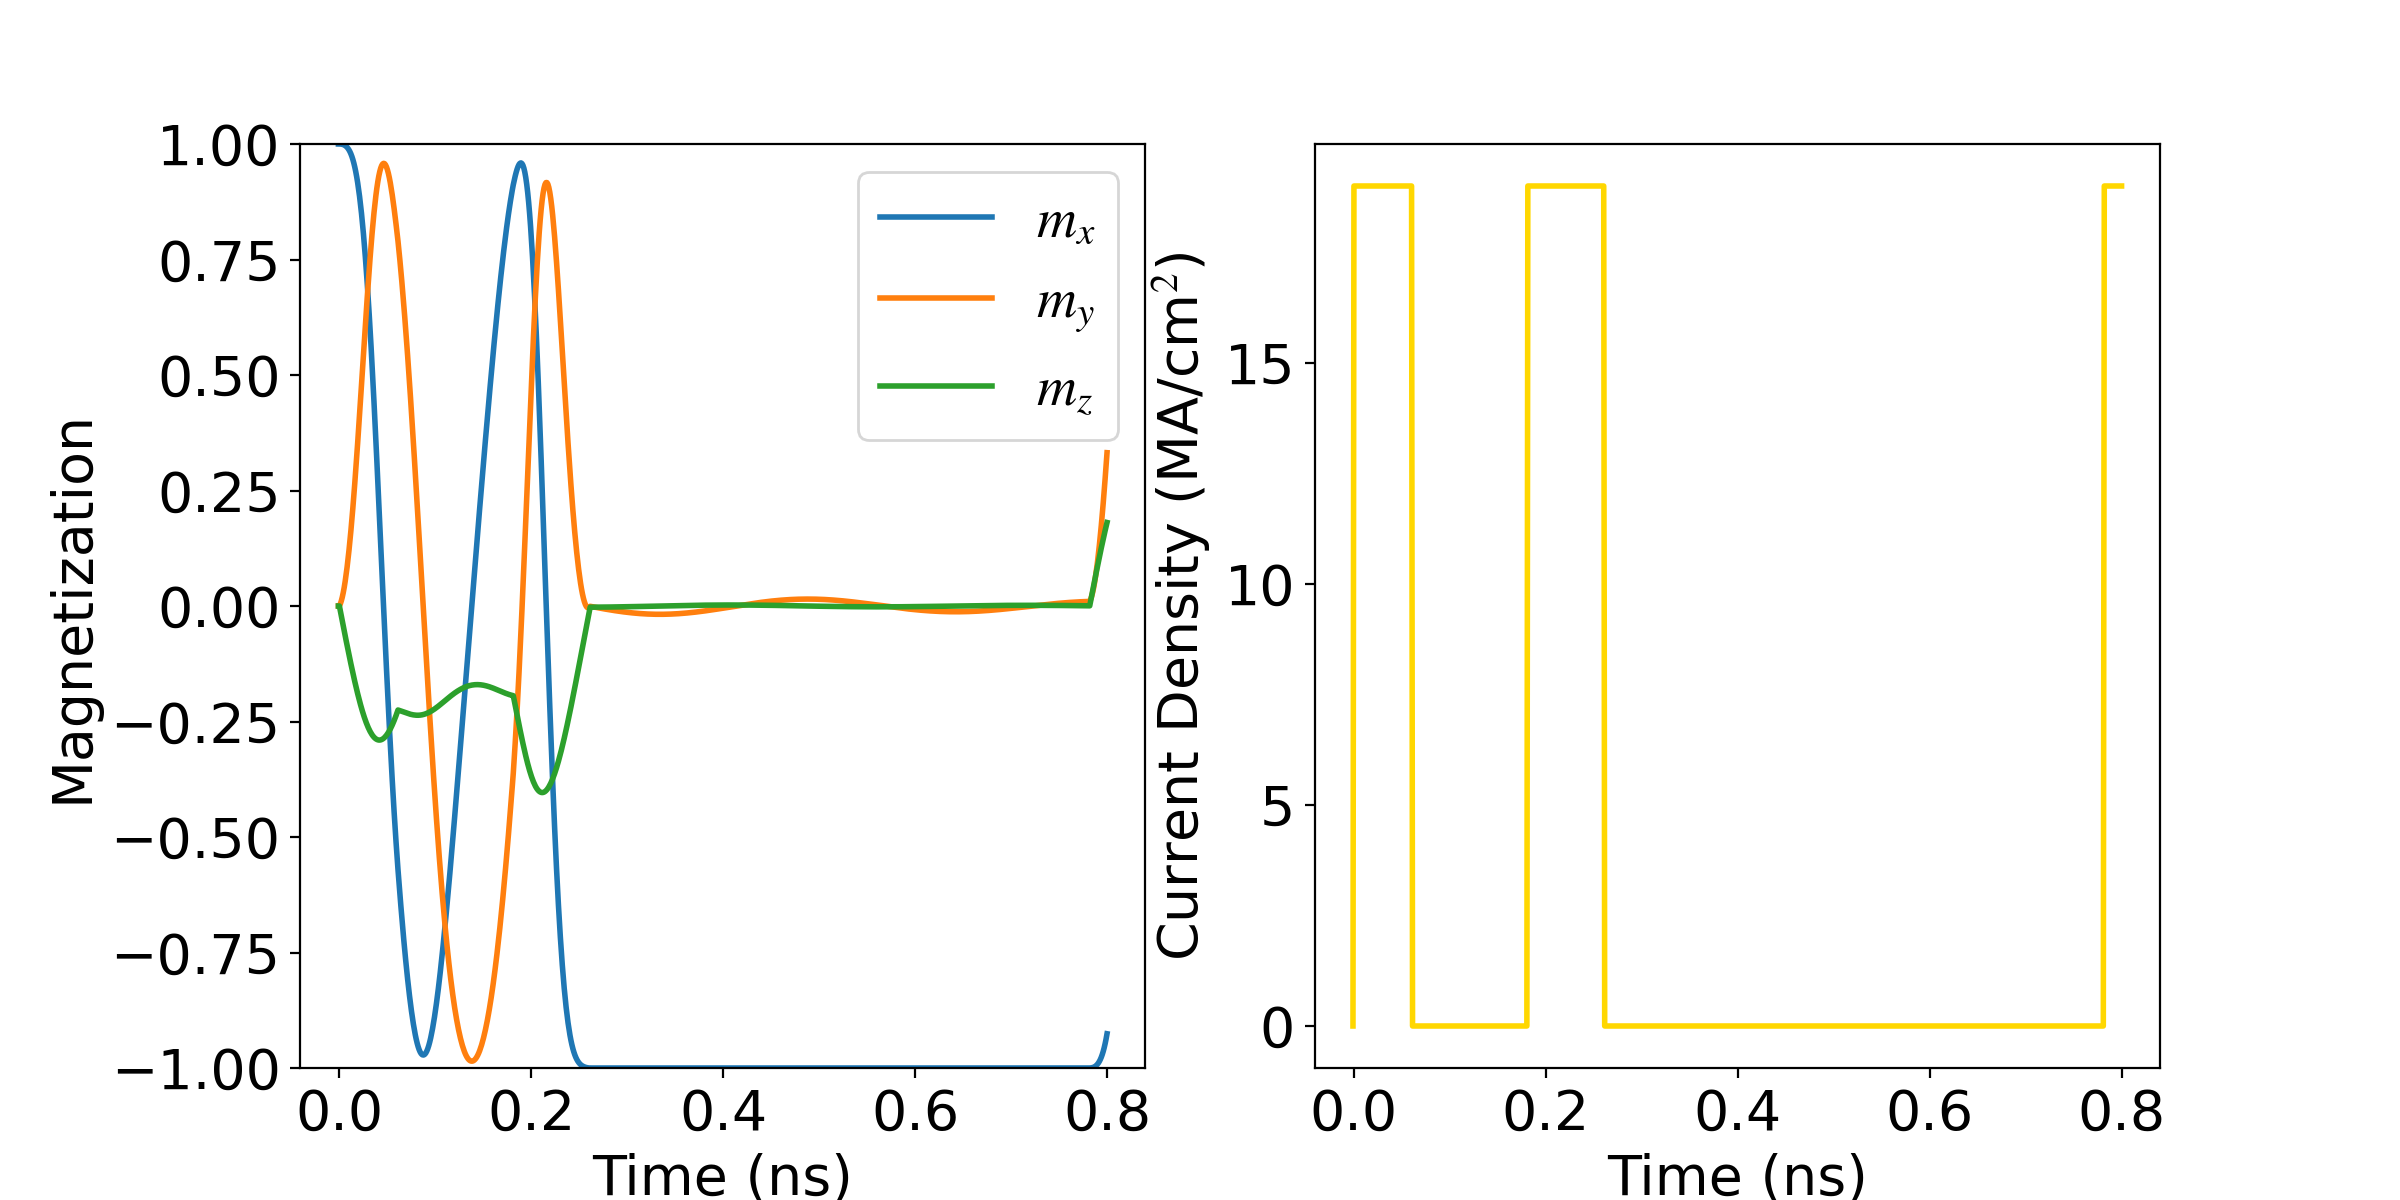 Magnetization
1.00
0.75
0.50
0.25
0.00
−0.25
−0.50
−0.75
−1.00
0.0 0.2 0.4 0.6 0.8
Time (ns)
m_x
m_y
m_z
Current Density (MA/cm²)
15
10
5
0
0.0 0.2 0.4 0.6 0.8
Time (ns)